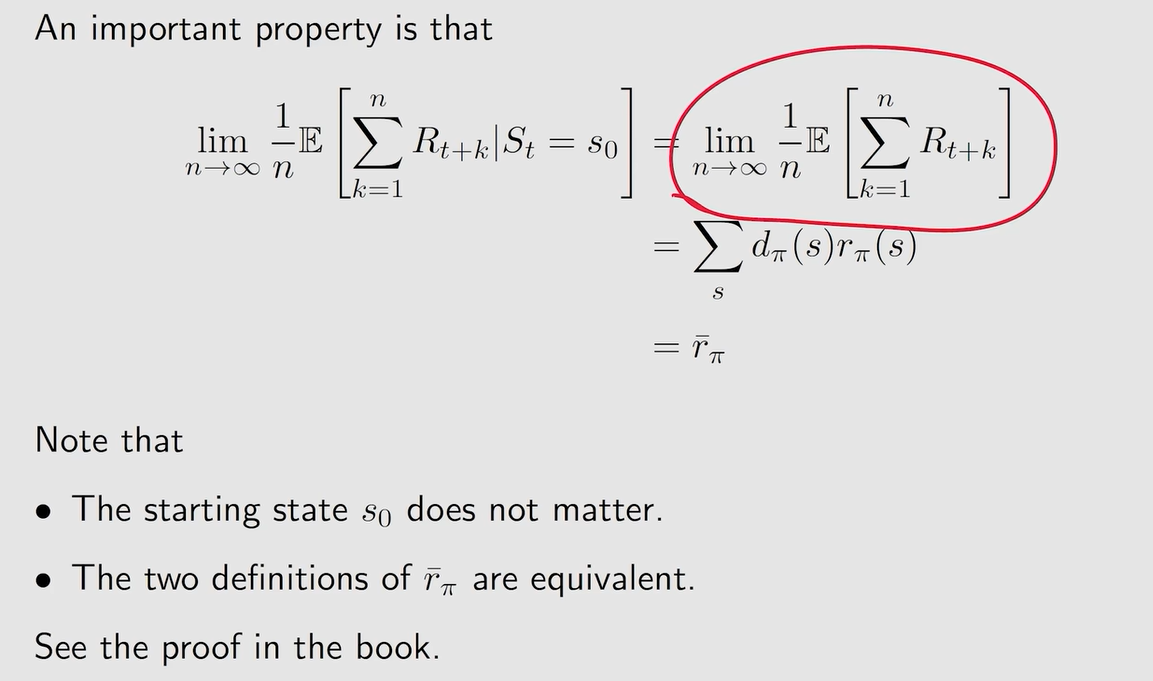 An important property is that
$$\lim_{n\to\infty} \frac{1}{n}\mathbb{E}\left[\sum_{k=1}^{n} R_{t+k}|S_t = s_0\right] = \lim_{n\to\infty} \frac{1}{n}\mathbb{E}\left[\sum_{k=1}^{n} R_{t+k}\right]$$
$$= \sum_{s} d_\pi(s) r_\pi(s)$$
$$= \bar{r}_\pi$$
Note that
• The starting state $s_0$ does not matter.
• The two definitions of $\bar{r}_\pi$ are equivalent.
See the proof in the book.